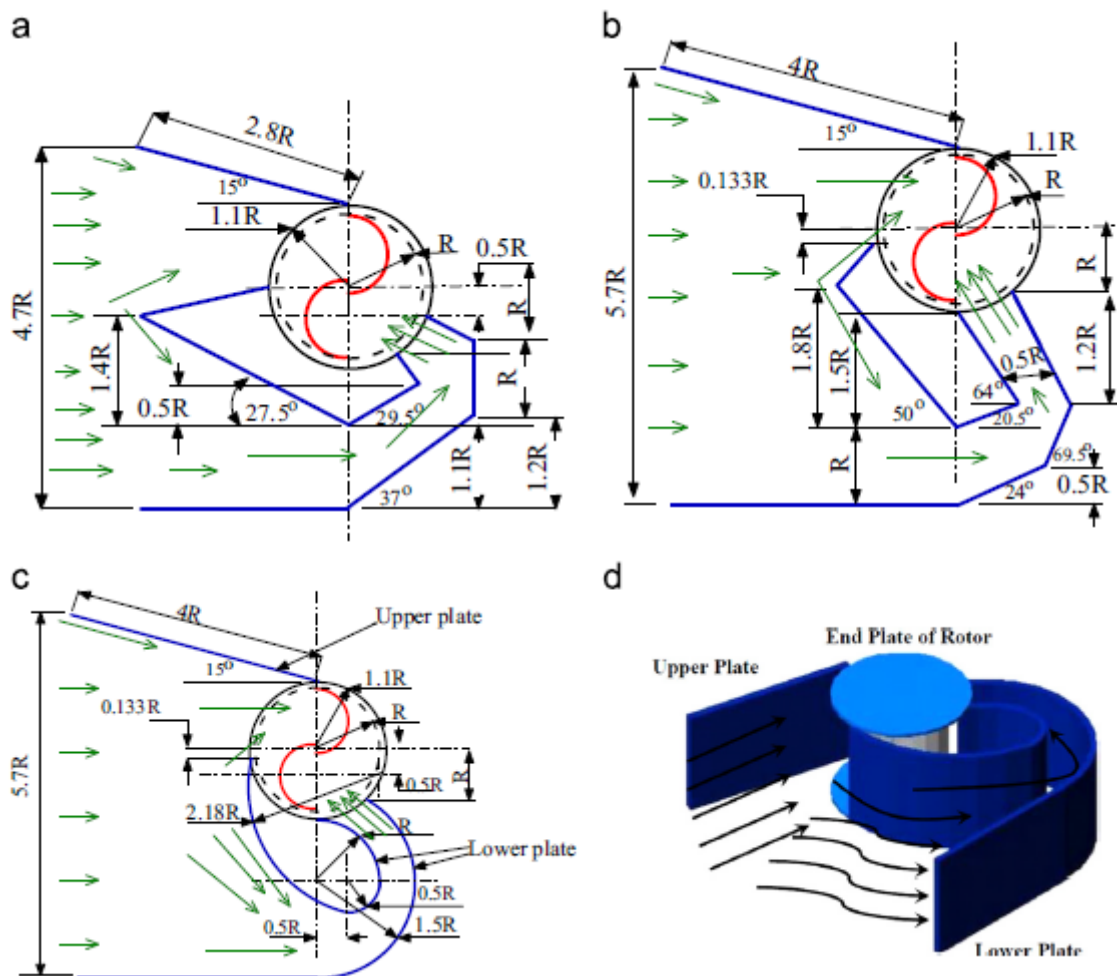 a
2.8R
15°
1.1R
R
0.5R
4.7R
1.4R
R
0.5R
27.5°
29.5°
1.1R
1.2R
37°
b
4R
15°
1.1R
0.133R
R
R
5.7R
1.8R
1.5R
0.5R
1.2R
64°
50°
20.5°
R
69.5°
24°
0.5R
c
4R
Upper plate
15°
1.1R
0.133R
R
R
5.7R
0.5R
2.18R
R
Lower plate
0.5R
0.5R
1.5R
d
End Plate of Rotor
Upper Plate
Lower Plate